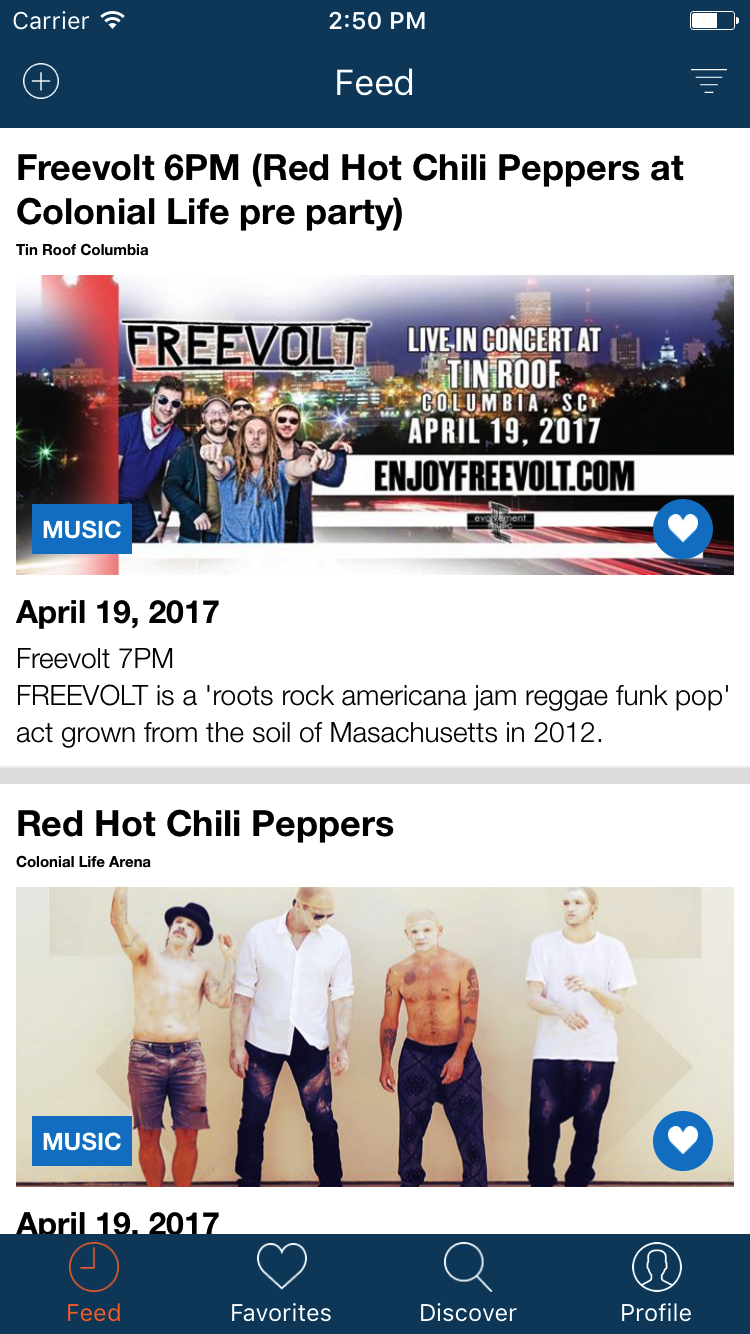 Carrier
2:50 PM
Feed
Freevolt 6PM (Red Hot Chili Peppers at
Colonial Life pre party)
Tin Roof Columbia
FREEVOLT
LIVE IN CONCERT AT
TIN ROOF
COLUMBIA, SC
APRIL 19, 2017
ENJOYFREEVOLT.COM
evolvement
music
MUSIC
April 19, 2017
Freevolt 7PM
FREEVOLT is a 'roots rock americana jam reggae funk pop'
act grown from the soil of Masachusetts in 2012.
Red Hot Chili Peppers
Colonial Life Arena
MUSIC
April 19, 2017
Feed
Favorites
Discover
Profile